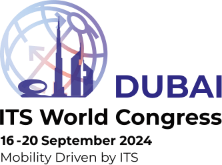 DUBAI
ITS World Congress
16-20 September 2024
Mobility Driven by ITS